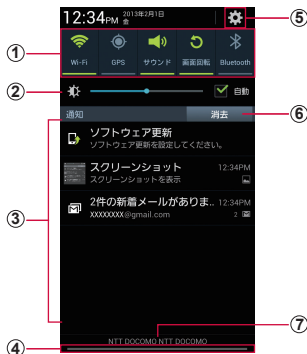 12:34PM 2013年2月1日
金
⑤
①
Wi-Fi GPS サウンド 画面回転 Bluetooth
②
自動
通知 消去
⑥
ソフトウェア更新
ソフトウェア更新を設定してください。
スクリーンショット 12:34PM
スクリーンショットを表示
③
2件の新着メールがありま.. 12:34PM
XXXXXXXX@gmail.com 2
⑦
NTT DOCOMO NTT DOCOMO
④